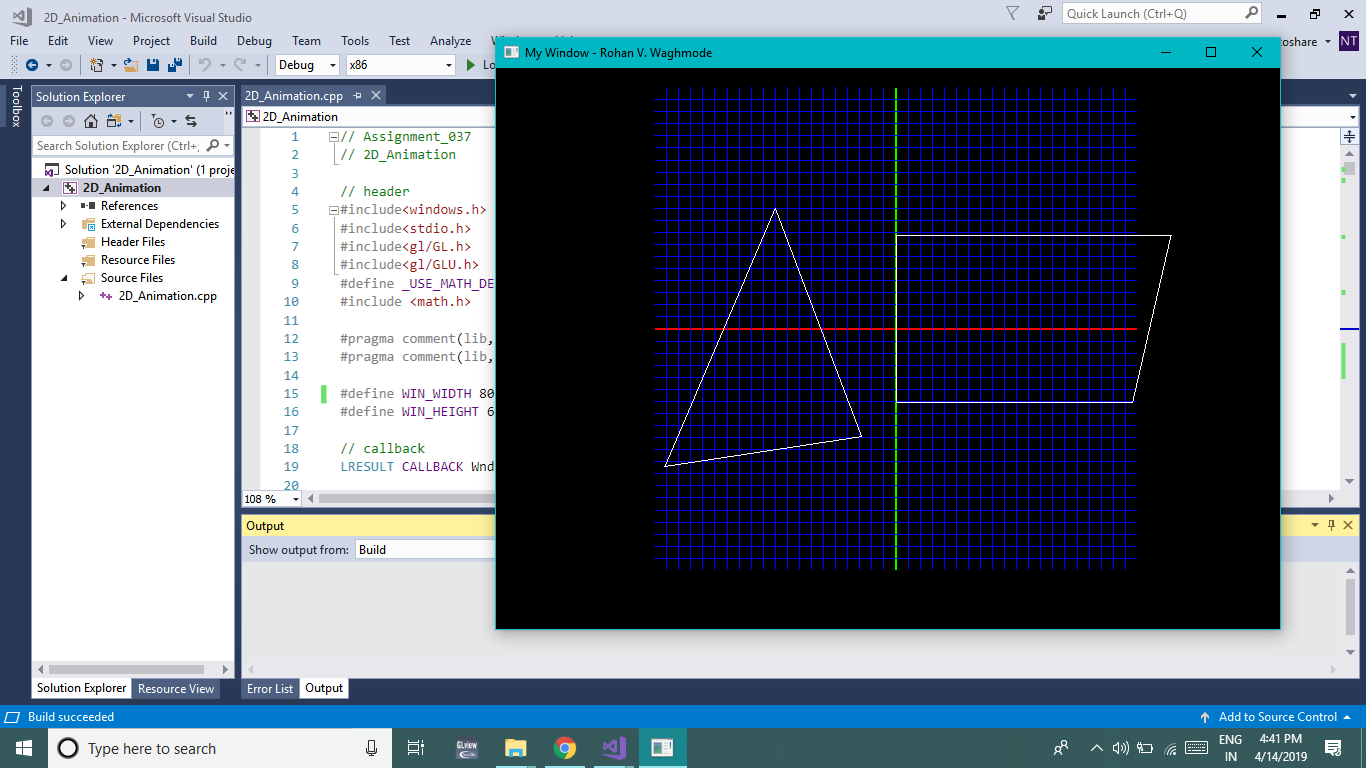 2D_Animation - Microsoft Visual Studio
Quick Launch (Ctrl+Q)
File Edit View Project Build Debug Team Tools Test Analyze
toshare
NT
Debug x86
My Window - Rohan V. Waghmode
Toolbox
Solution Explorer
Search Solution Explorer (Ctrl+;
Solution '2D_Animation' (1 proje
2D_Animation
References
External Dependencies
Header Files
Resource Files
Source Files
2D_Animation.cpp
Solution Explorer Resource View
2D_Animation.cpp
2D_Animation
1 // Assignment_037
2 // 2D_Animation
3
4 // header
5 #include<windows.h>
6 #include<stdio.h>
7 #include<gl/GL.h>
8 #include<gl/GLU.h>
9 #define _USE_MATH_DE
10 #include <math.h>
11
12 #pragma comment(lib,
13 #pragma comment(lib,
14
15 #define WIN_WIDTH 80
16 #define WIN_HEIGHT 6
17
18 // callback
19 LRESULT CALLBACK Wnd
20
108 %
Output
Show output from: Build
Error List Output
Build succeeded
Add to Source Control
Type here to search
GLview
ENG
IN
4:41 PM
4/14/2019